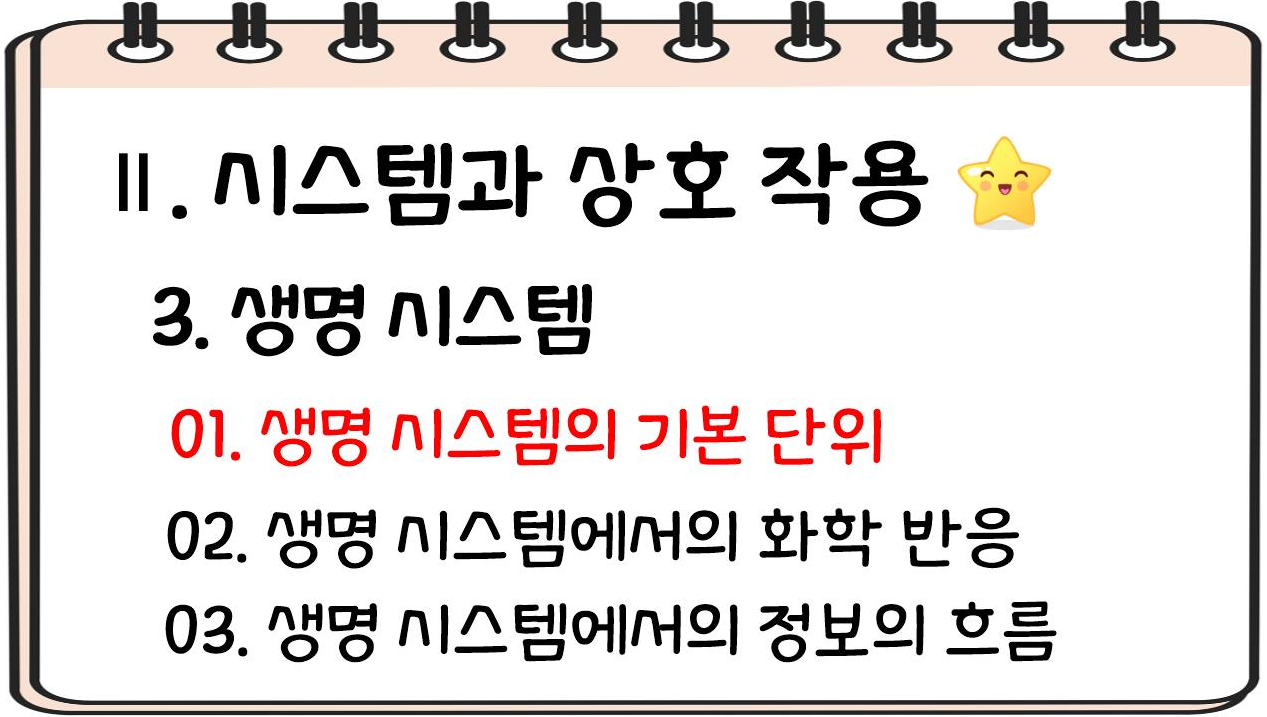 Ⅱ. 시스템과 상호 작용
3. 생명 시스템
01. 생명 시스템의 기본 단위
02. 생명 시스템에서의 화학 반응
03. 생명 시스템에서의 정보의 흐름